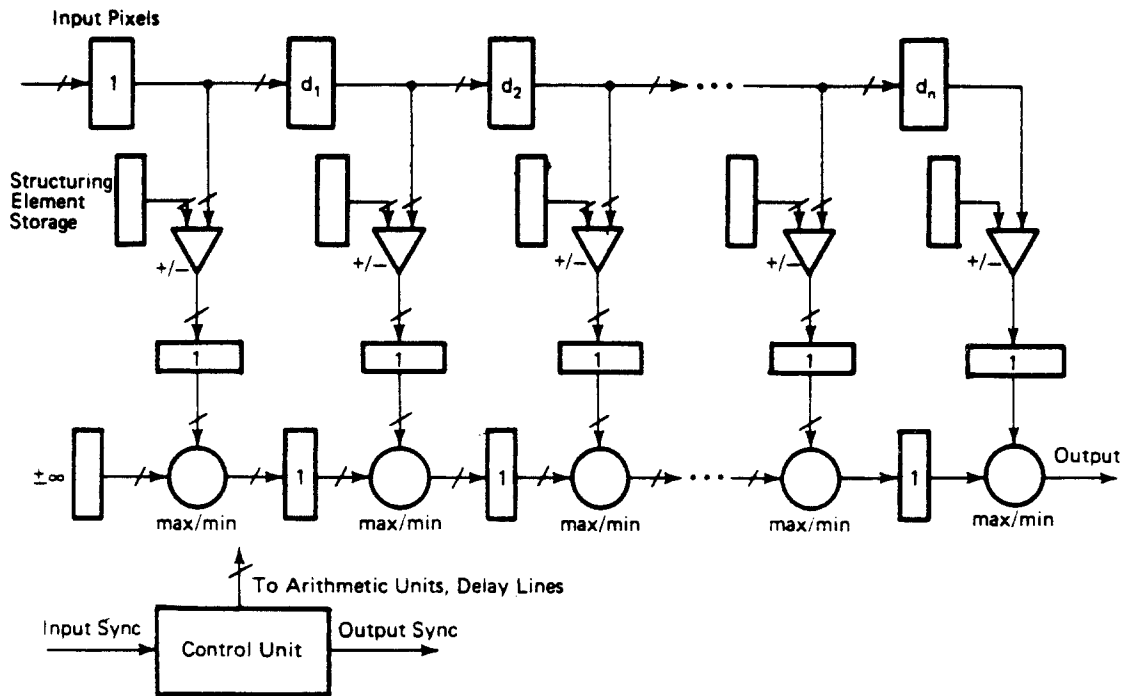 Input Pixels
1
d₁
d₂
• • •
dₙ
Structuring
Element
Storage
+/−
+/−
+/−
+/−
+/−
1
1
1
1
1
±∞
1
1
• • •
1
Output
max/min
max/min
max/min
max/min
max/min
To Arithmetic Units, Delay Lines
Input Sync
Control Unit
Output Sync